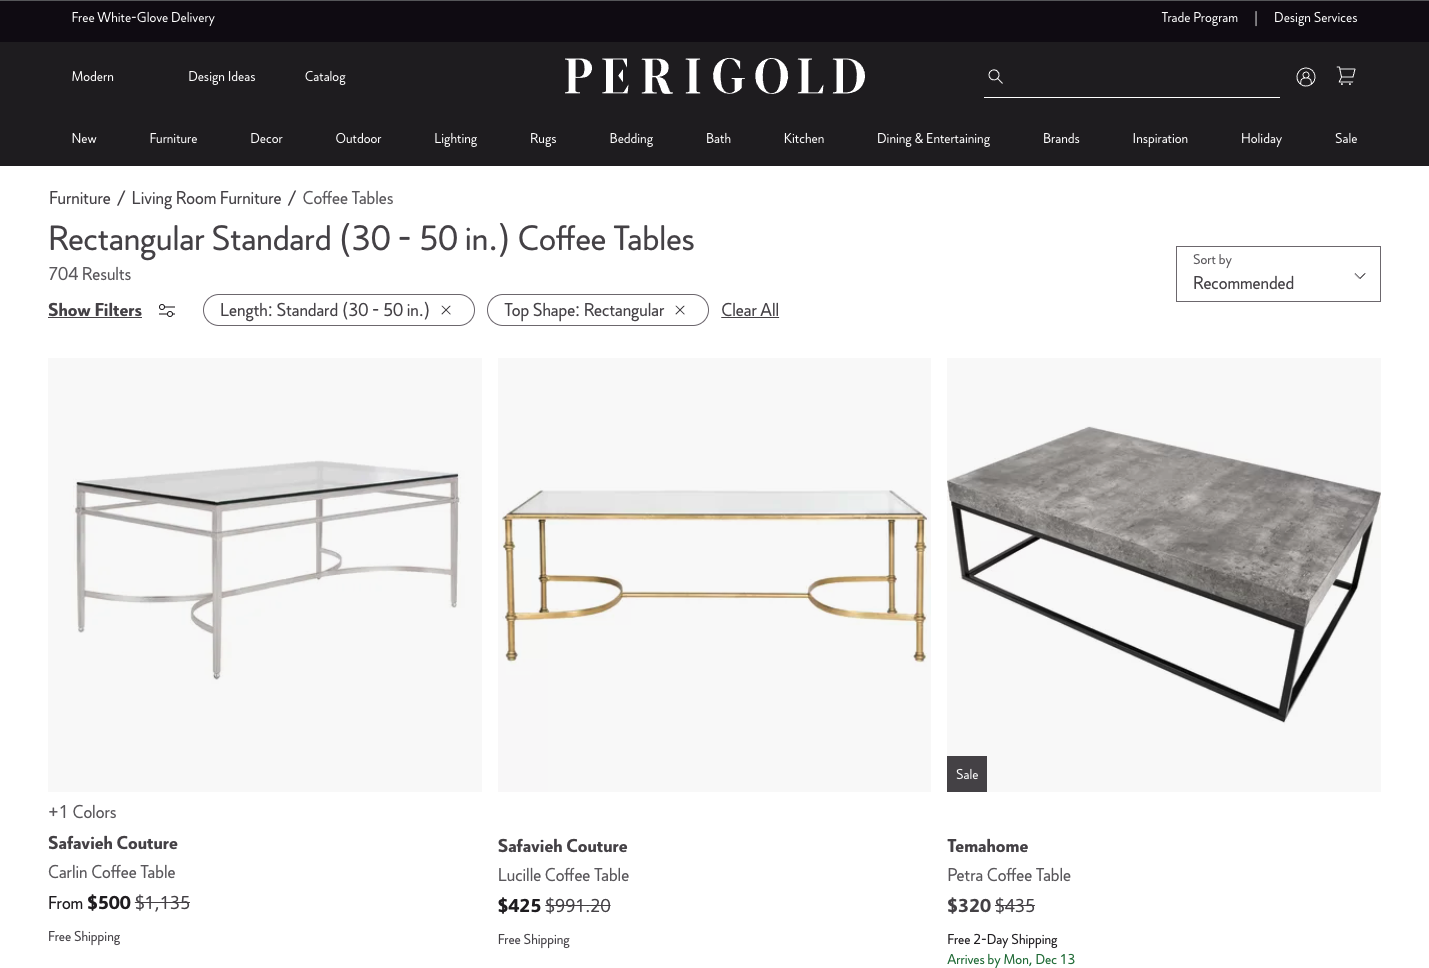 Free White-Glove Delivery
Trade Program | Design Services
Modern Design Ideas Catalog
PERIGOLD
New Furniture Decor Outdoor Lighting Rugs Bedding Bath Kitchen Dining & Entertaining Brands Inspiration Holiday Sale
Furniture / Living Room Furniture / Coffee Tables
Rectangular Standard (30 - 50 in.) Coffee Tables
704 Results
Sort by
Recommended
Show Filters
Length: Standard (30 - 50 in.)
Top Shape: Rectangular
Clear All
Sale
+1 Colors
Safavieh Couture
Carlin Coffee Table
From $500 $1,135
Free Shipping
Safavieh Couture
Lucille Coffee Table
$425 $991.20
Free Shipping
Temahome
Petra Coffee Table
$320 $435
Free 2-Day Shipping
Arrives by Mon, Dec 13